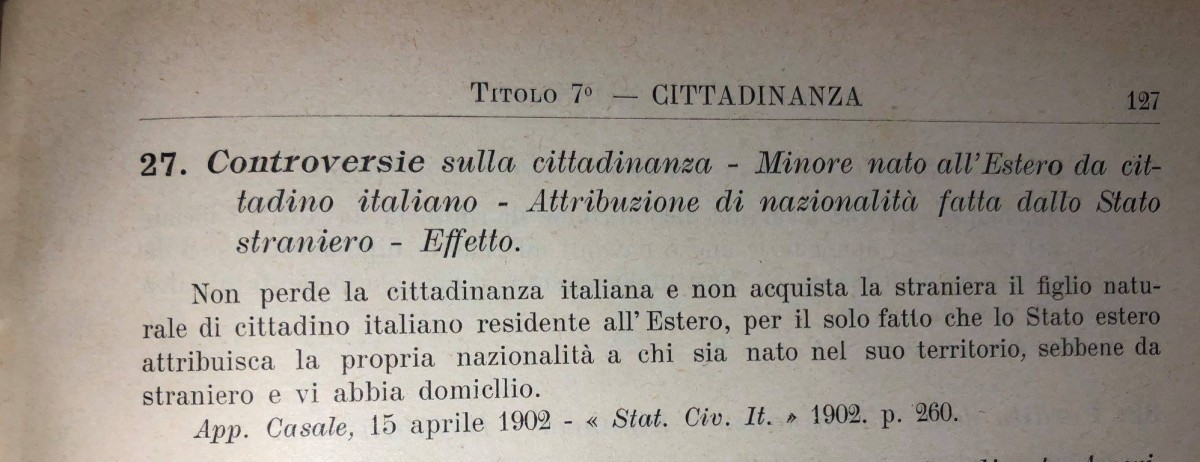 TITOLO 7º — CITTADINANZA 127
27. Controversie sulla cittadinanza - Minore nato all'Estero da cit-
tadino italiano - Attribuzione di nazionalità fatta dallo Stato
straniero - Effetto.
Non perde la cittadinanza italiana e non acquista la straniera il figlio natu-
rale di cittadino italiano residente all'Estero, per il solo fatto che lo Stato estero
attribuisca la propria nazionalità a chi sia nato nel suo territorio, sebbene da
straniero e vi abbia domicllio.
App. Casale, 15 aprile 1902 - « Stat. Civ. It. » 1902. p. 260.